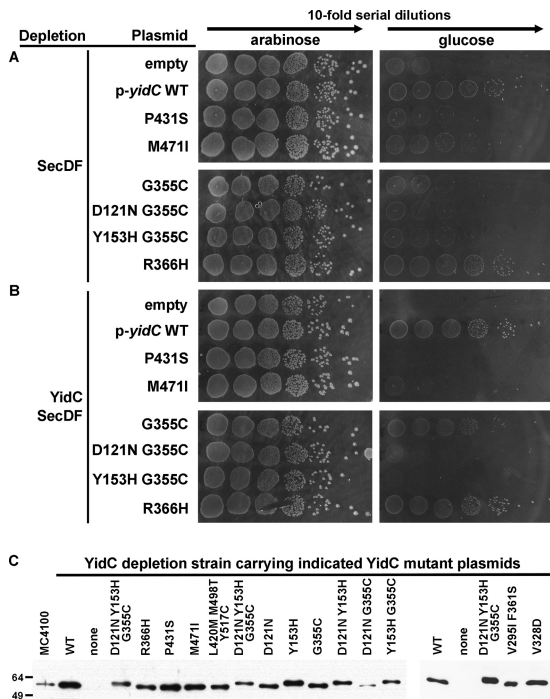 10-fold serial dilutions
Depletion Plasmid arabinose glucose
A
empty
p-yidC WT
P431S
M471I
SecDF
G355C
D121N G355C
Y153H G355C
R366H
B
empty
p-yidC WT
P431S
M471I
YidC
SecDF
G355C
D121N G355C
Y153H G355C
R366H
C YidC depletion strain carrying indicated YidC mutant plasmids
MC4100
WT
none
D121N Y153H
G355C
R366H
P431S
M471I
L420M M498T
Y517C
D121N Y153H
G355C
D121N
Y153H
G355C
D121N Y153H
D121N G355C
Y153H G355C
WT
none
D121N Y153H
G355C
V295I F361S
V328D
64
49